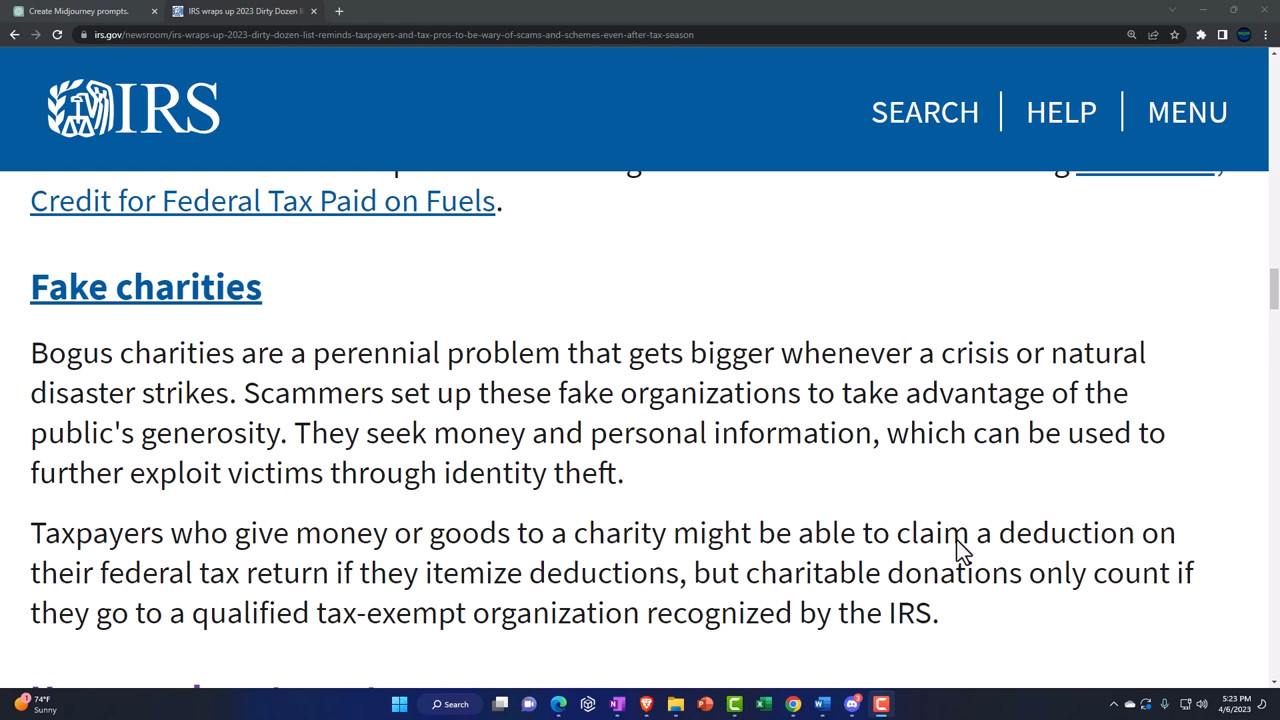 Create Midjourney prompts.
IRS wraps up 2023 Dirty Dozen li
irs.gov/newsroom/irs-wraps-up-2023-dirty-dozen-list-reminds-taxpayers-and-tax-pros-to-be-wary-of-scams-and-schemes-even-after-tax-season
IRS
SEARCH
HELP
MENU
Credit for Federal Tax Paid on Fuels.
Fake charities
Bogus charities are a perennial problem that gets bigger whenever a crisis or natural
disaster strikes. Scammers set up these fake organizations to take advantage of the
public's generosity. They seek money and personal information, which can be used to
further exploit victims through identity theft.
Taxpayers who give money or goods to a charity might be able to claim a deduction on
their federal tax return if they itemize deductions, but charitable donations only count if
they go to a qualified tax-exempt organization recognized by the IRS.
1
74°F
Sunny
Search
3
5:23 PM
4/6/2023